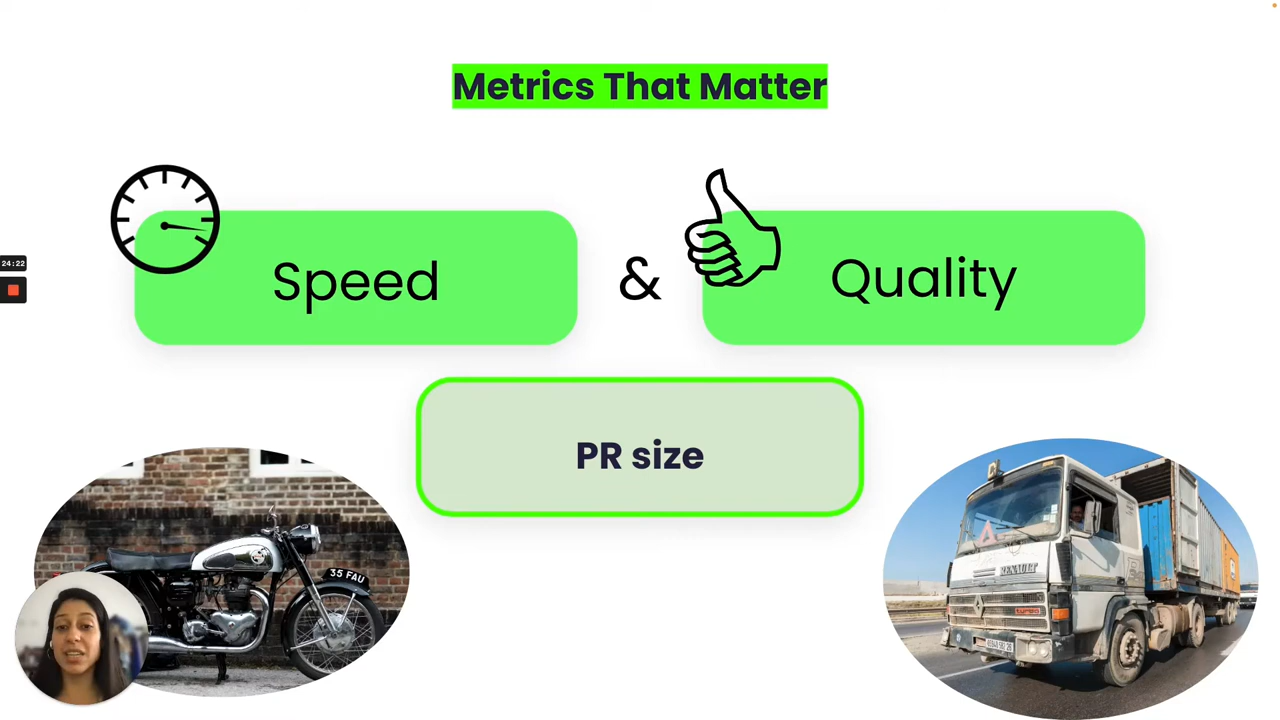 Metrics That Matter
24:22
Speed
&
Quality
PR size
35 FAU
RENAULT